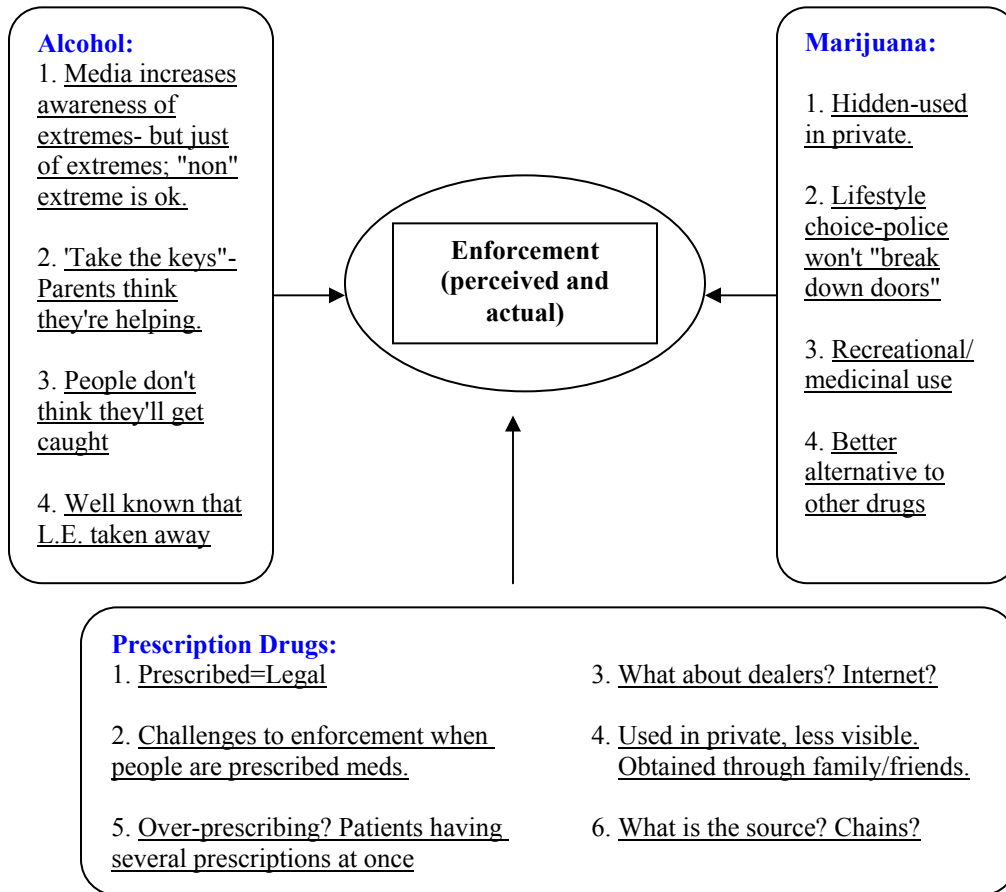 Alcohol:
1. Media increases
awareness of
extremes- but just
of extremes; "non"
extreme is ok.
2. 'Take the keys"-
Parents think
they're helping.
3. People don't
think they'll get
caught
4. Well known that
L.E. taken away
Enforcement
(perceived and
actual)
Marijuana:
1. Hidden-used
in private.
2. Lifestyle
choice-police
won't "break
down doors"
3. Recreational/
medicinal use
4. Better
alternative to
other drugs
Prescription Drugs:
1. Prescribed=Legal
2. Challenges to enforcement when
people are prescribed meds.
5. Over-prescribing? Patients having
several prescriptions at once
3. What about dealers? Internet?
4. Used in private, less visible.
Obtained through family/friends.
6. What is the source? Chains?